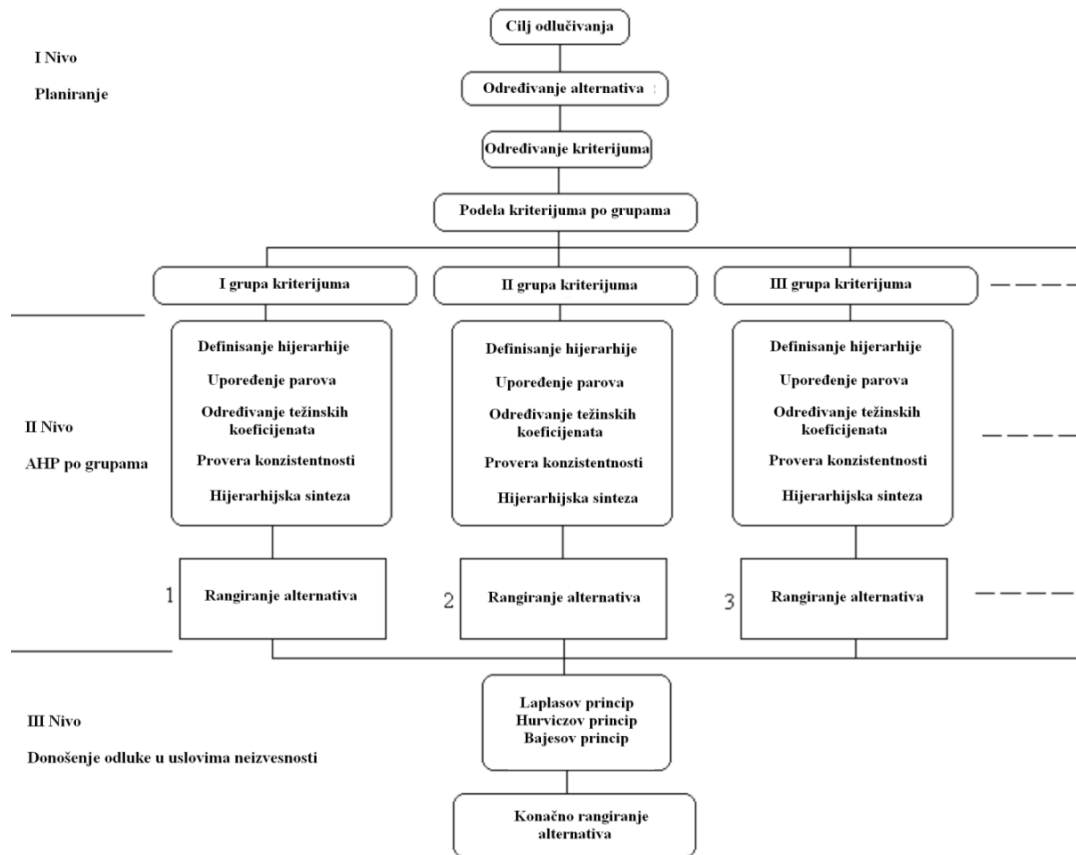 Cilj odlučivanja
I Nivo
Planiranje
Određivanje alternativa
Određivanje kriterijuma
Podela kriterijuma po grupama
I grupa kriterijuma
II grupa kriterijuma
III grupa kriterijuma
II Nivo
AHP po grupama
Definisanje hijerarhije
Upoređenje parova
Određivanje težinskih
koeficijenata
Provera konzistentnosti
Hijerarhijska sinteza
Definisanje hijerarhije
Upoređenje parova
Određivanje težinskih
koeficijenata
Provera konzistentnosti
Hijerarhijska sinteza
Definisanje hijerarhije
Upoređenje parova
Određivanje težinskih
koeficijenata
Provera konzistentnosti
Hijerarhijska sinteza
1
Rangiranje alternativa
2
Rangiranje alternativa
3
Rangiranje alternativa
III Nivo
Donošenje odluke u uslovima neizvesnosti
Laplasov princip
Hurviczov princip
Bajesov princip
Konačno rangiranje
alternativa